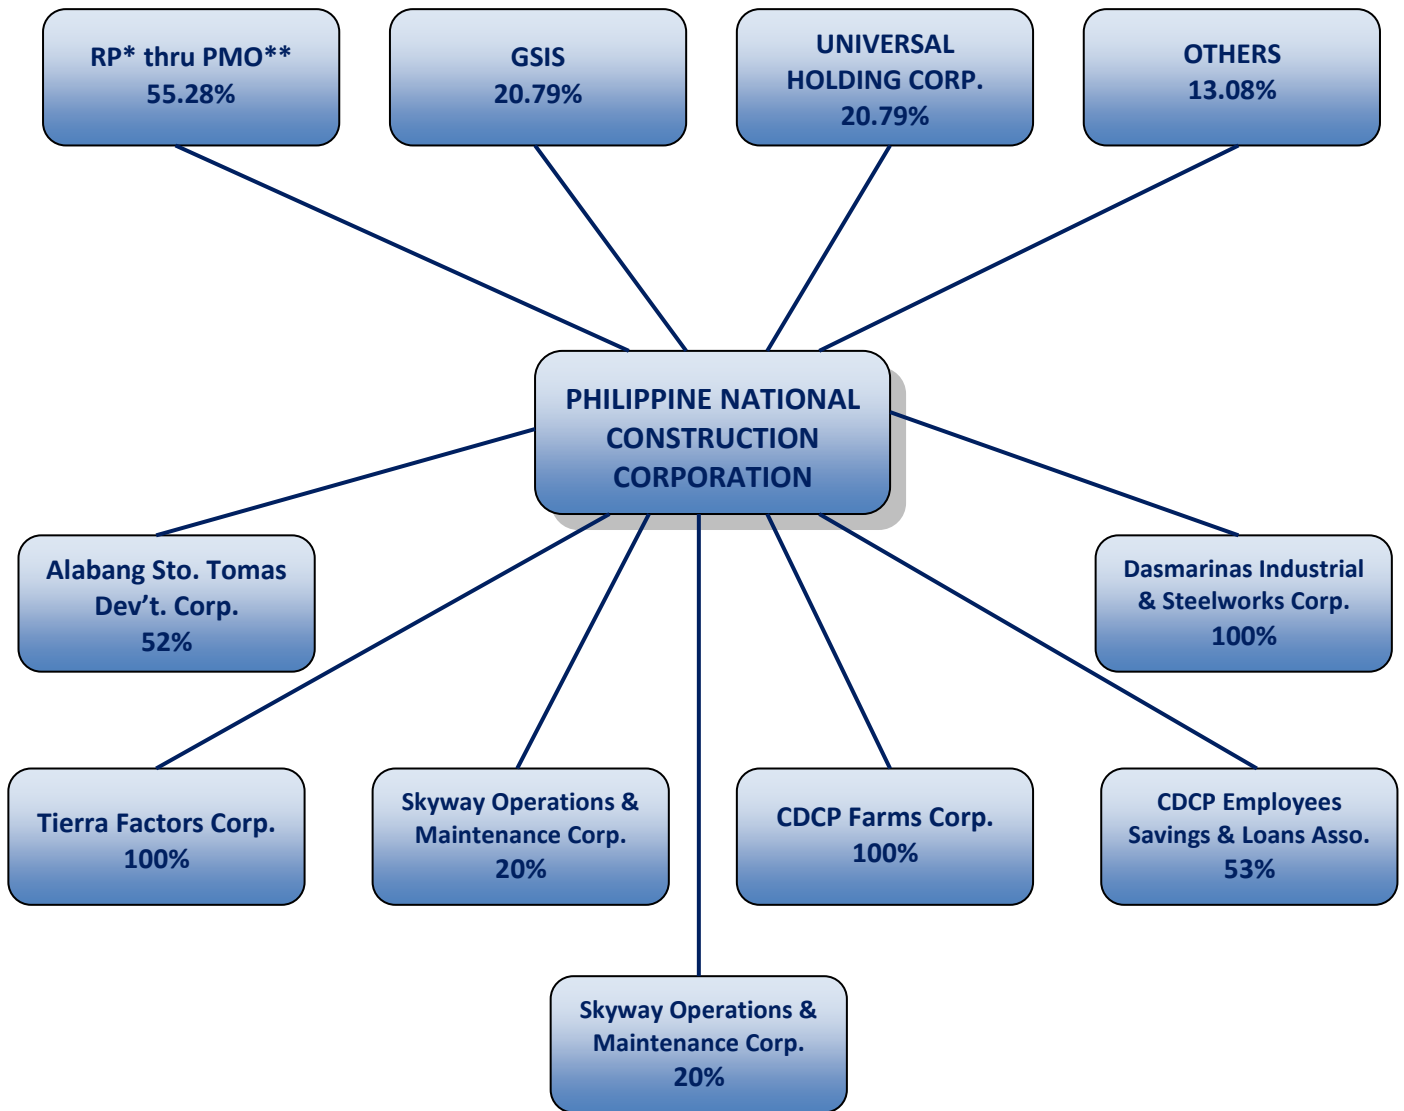 RP* thru PMO**
55.28%
GSIS
20.79%
UNIVERSAL
HOLDING CORP.
20.79%
OTHERS
13.08%
PHILIPPINE NATIONAL
CONSTRUCTION
CORPORATION
Alabang Sto. Tomas
Dev’t. Corp.
52%
Dasmarinas Industrial
& Steelworks Corp.
100%
Tierra Factors Corp.
100%
Skyway Operations &
Maintenance Corp.
20%
CDCP Farms Corp.
100%
CDCP Employees
Savings & Loans Asso.
53%
Skyway Operations &
Maintenance Corp.
20%